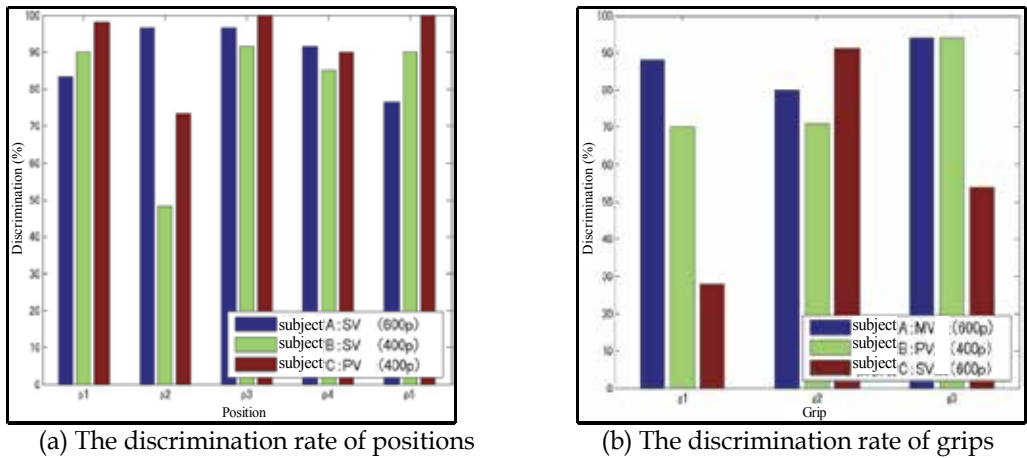 100
90
80
70
60
50
40
30
20
10
0
Discrimination (%)
subject A:SV (600p)
subject B:SV (400p)
subject C:PV (400p)
p1 p2 p3 p4 p5
Position
(a) The discrimination rate of positions
100
90
80
70
60
50
40
30
20
10
0
Discrimination (%)
subject A:MV (600p)
subject B:PV (400p)
subject C:SV (600p)
g1 g2 g3
Grip
(b) The discrimination rate of grips